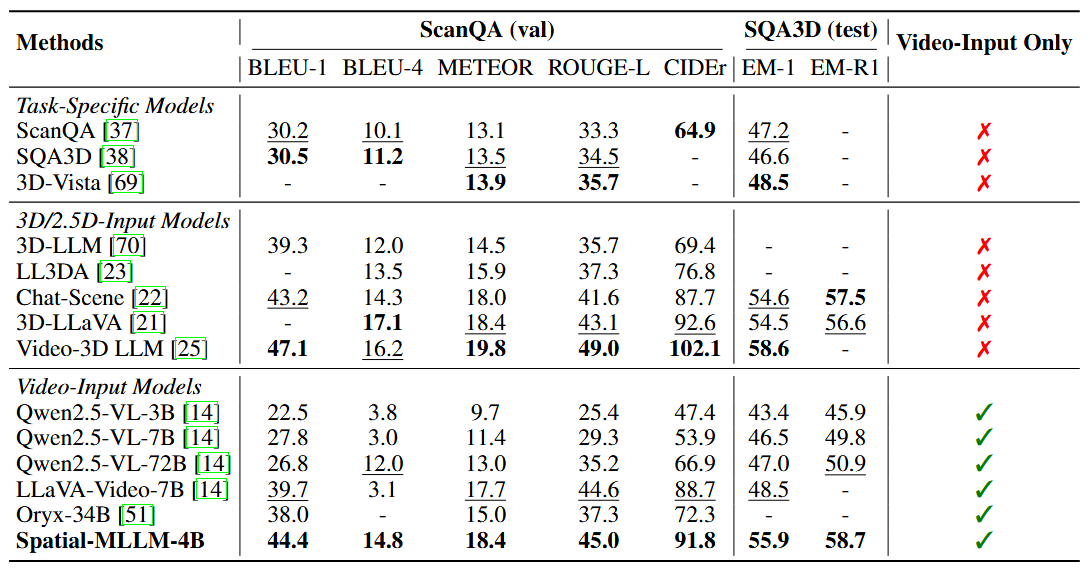 Methods ScanQA (val) SQA3D (test) Video-Input Only
BLEU-1 BLEU-4 METEOR ROUGE-L CIDEr EM-1 EM-R1
Task-Specific Models
ScanQA [37] 30.2 10.1 13.1 33.3 64.9 47.2 - ✗
SQA3D [38] 30.5 11.2 13.5 34.5 - 46.6 - ✗
3D-Vista [69] - - 13.9 35.7 - 48.5 - ✗
3D/2.5D-Input Models
3D-LLM [70] 39.3 12.0 14.5 35.7 69.4 - - ✗
LL3DA [23] - 13.5 15.9 37.3 76.8 - - ✗
Chat-Scene [22] 43.2 14.3 18.0 41.6 87.7 54.6 57.5 ✗
3D-LLaVA [21] - 17.1 18.4 43.1 92.6 54.5 56.6 ✗
Video-3D LLM [25] 47.1 16.2 19.8 49.0 102.1 58.6 - ✗
Video-Input Models
Qwen2.5-VL-3B [14] 22.5 3.8 9.7 25.4 47.4 43.4 45.9 ✓
Qwen2.5-VL-7B [14] 27.8 3.0 11.4 29.3 53.9 46.5 49.8 ✓
Qwen2.5-VL-72B [14] 26.8 12.0 13.0 35.2 66.9 47.0 50.9 ✓
LLaVA-Video-7B [14] 39.7 3.1 17.7 44.6 88.7 48.5 - ✓
Oryx-34B [51] 38.0 - 15.0 37.3 72.3 - - ✓
Spatial-MLLM-4B 44.4 14.8 18.4 45.0 91.8 55.9 58.7 ✓